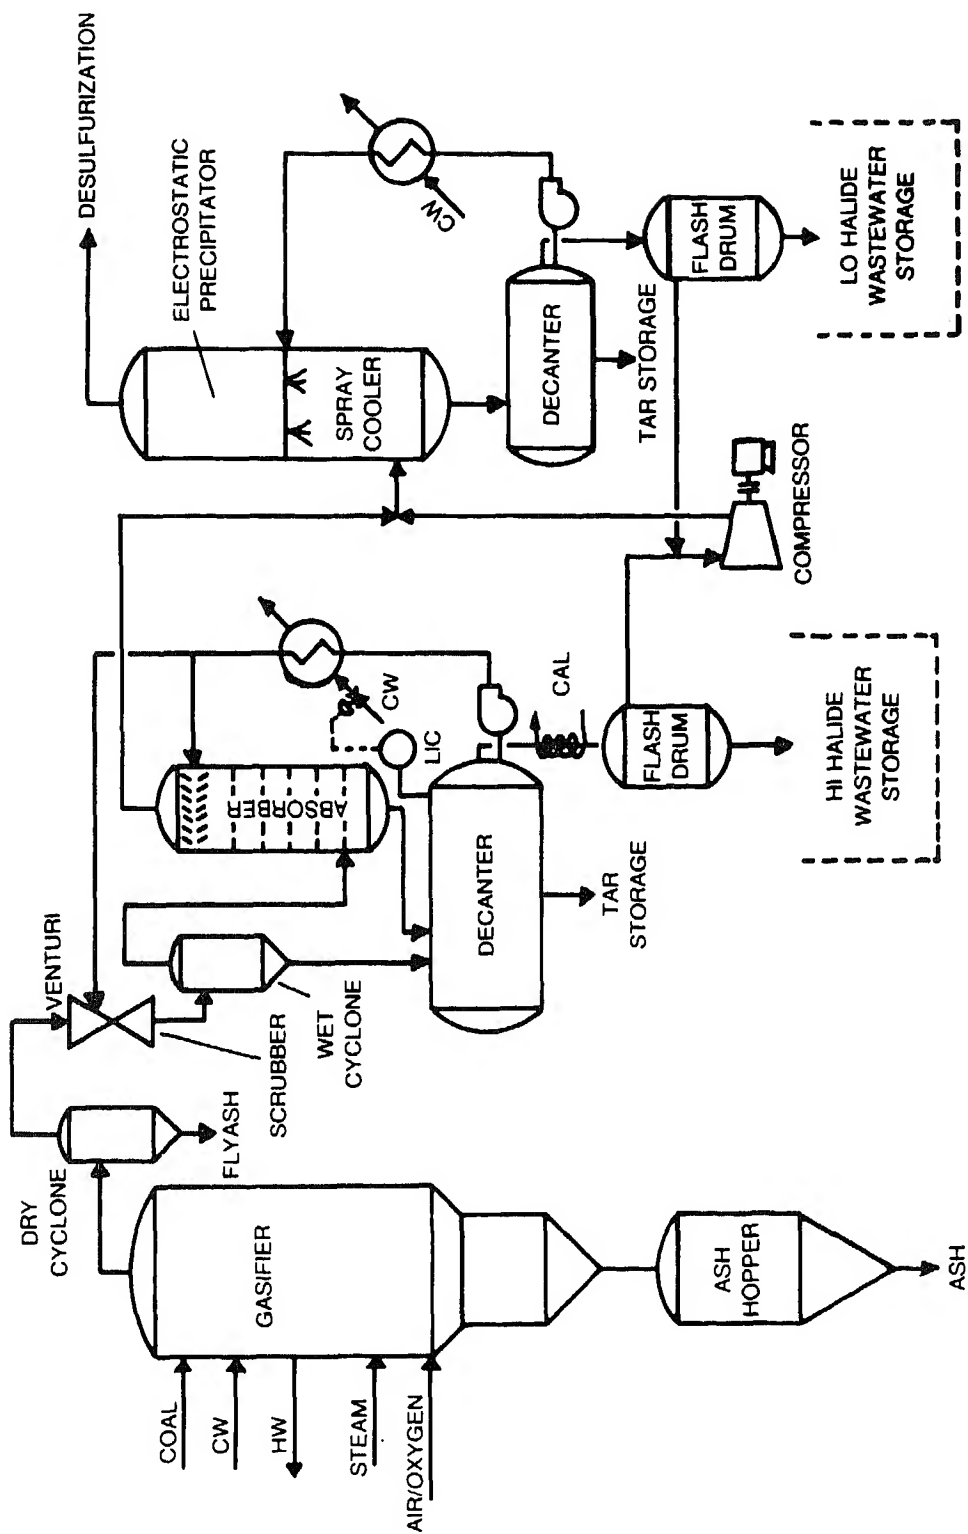 COAL
CW
HW
STEAM
AIR/OXYGEN
GASIFIER
ASH
HOPPER
ASH
DRY
CYCLONE
FLYASH
VENTURI
SCRUBBER
WET
CYCLONE
ABSORBER
DECANTER
TAR
STORAGE
LIC
CW
CAL
FLASH
DRUM
HI HALIDE
WASTEWATER
STORAGE
COMPRESSOR
DESULFURIZATION
ELECTROSTATIC
PRECIPITATOR
SPRAY
COOLER
DECANTER
TAR STORAGE
CW
FLASH
DRUM
LO HALIDE
WASTEWATER
STORAGE